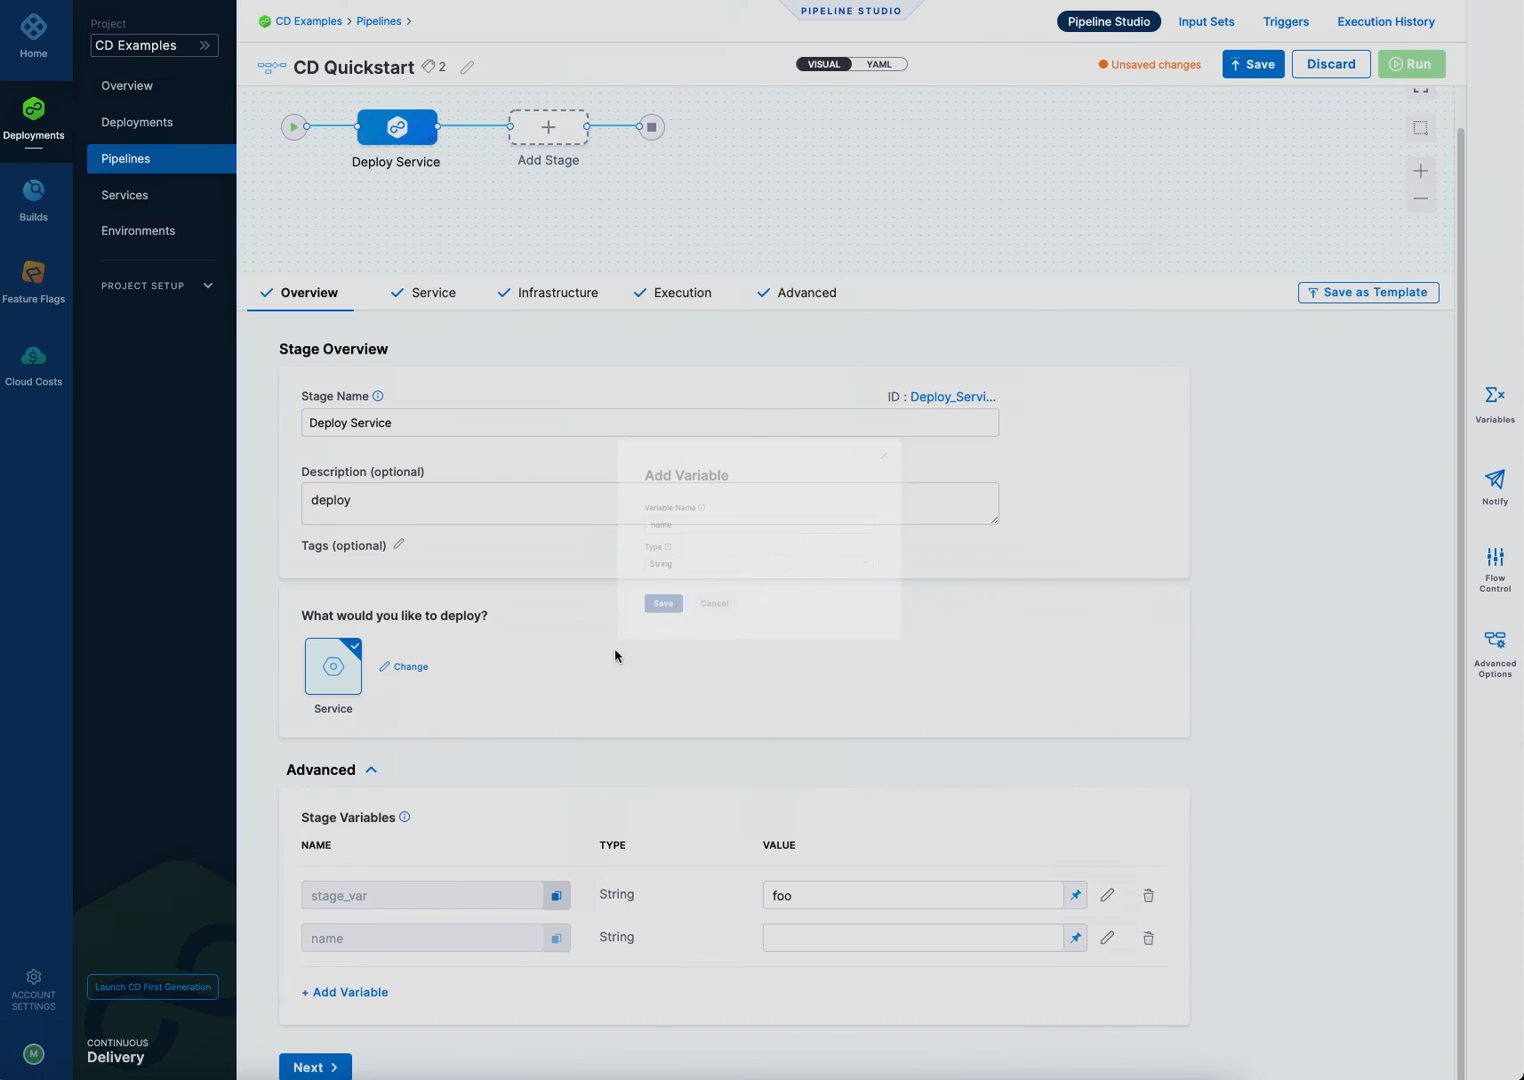 Home
Deployments
Builds
Feature Flags
Cloud Costs
ACCOUNT
SETTINGS
M
Project
CD Examples
Overview
Deployments
Pipelines
Services
Environments
PROJECT SETUP
Launch CD First Generation
CONTINUOUS
Delivery
CD Examples > Pipelines >
PIPELINE STUDIO
Pipeline Studio
Input Sets
Triggers
Execution History
CD Quickstart
2
VISUAL
YAML
Unsaved changes
Save
Discard
Run
Deploy Service
Add Stage
Overview
Service
Infrastructure
Execution
Advanced
Save as Template
Stage Overview
Stage Name
ID : Deploy_Servi...
Deploy Service
Description (optional)
deploy
Tags (optional)
Add Variable
Variable Name
name
Type
String
Save
Cancel
What would you like to deploy?
Change
Service
Advanced
Stage Variables
NAME
TYPE
VALUE
stage_var
String
foo
name
String
+ Add Variable
Next >
Variables
Notify
Flow
Control
Advanced
Options